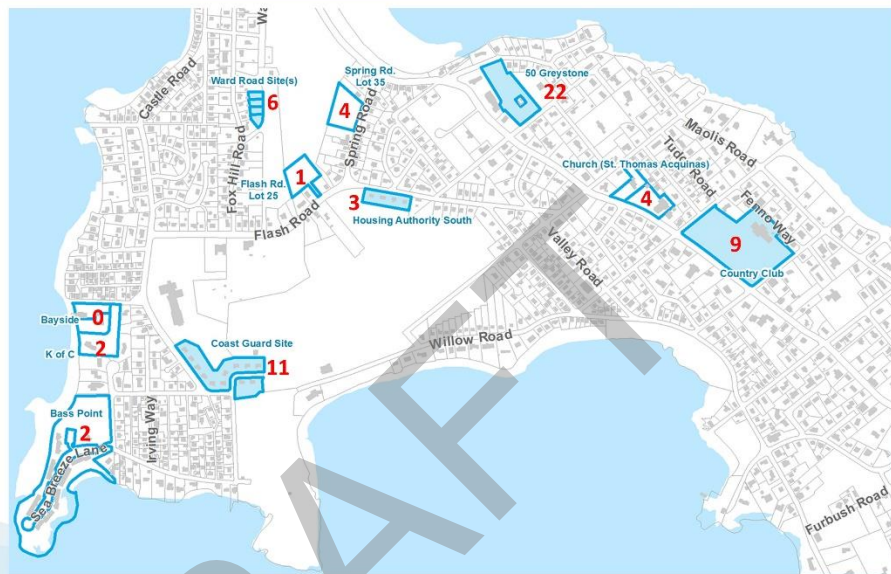 Wa
Castle Road
Ward Road Site(s)
6
Fox Hill Road
Spring Rd.
Lot 35
4
Spring Road
50 Greystone
22
Maolis Road
Tudor Road
Church (St. Thomas Acquinas)
4
Fenno Way
9
Country Club
1
Flash Rd.
Lot 25
Flash Road
3
Housing Authority South
Valley Road
Willow Road
Bayside
0
K of C
2
Coast Guard Site
11
Bass Point
2
Irving Way
Sea Breeze Lane
Furbush Road
RAFT